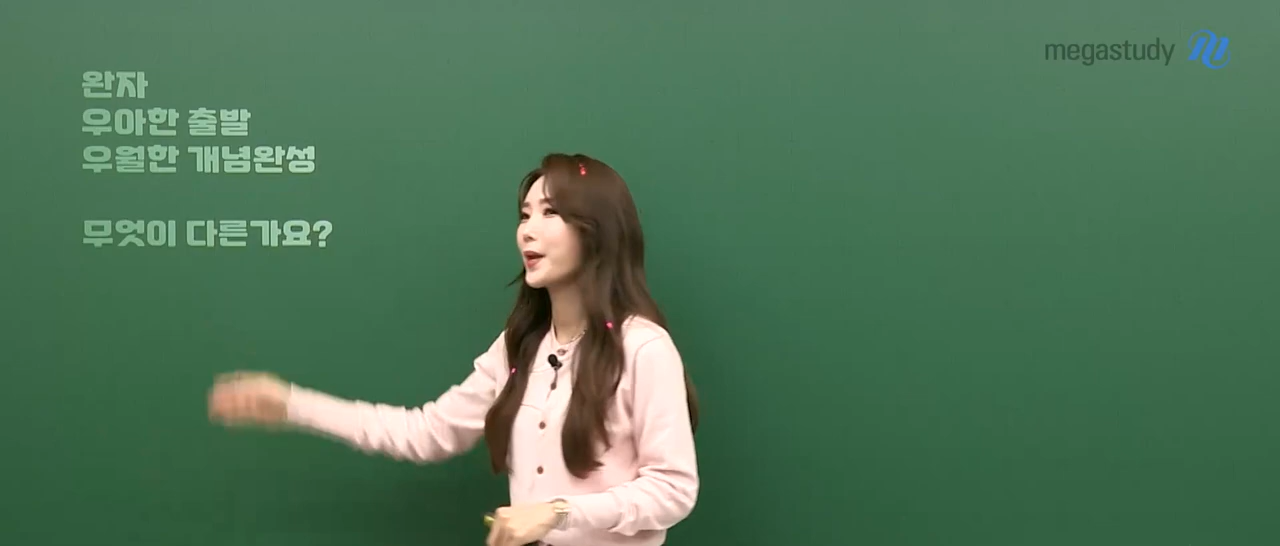 완자
우아한 출발
우월한 개념완성
무엇이 다른가요?
megastudy